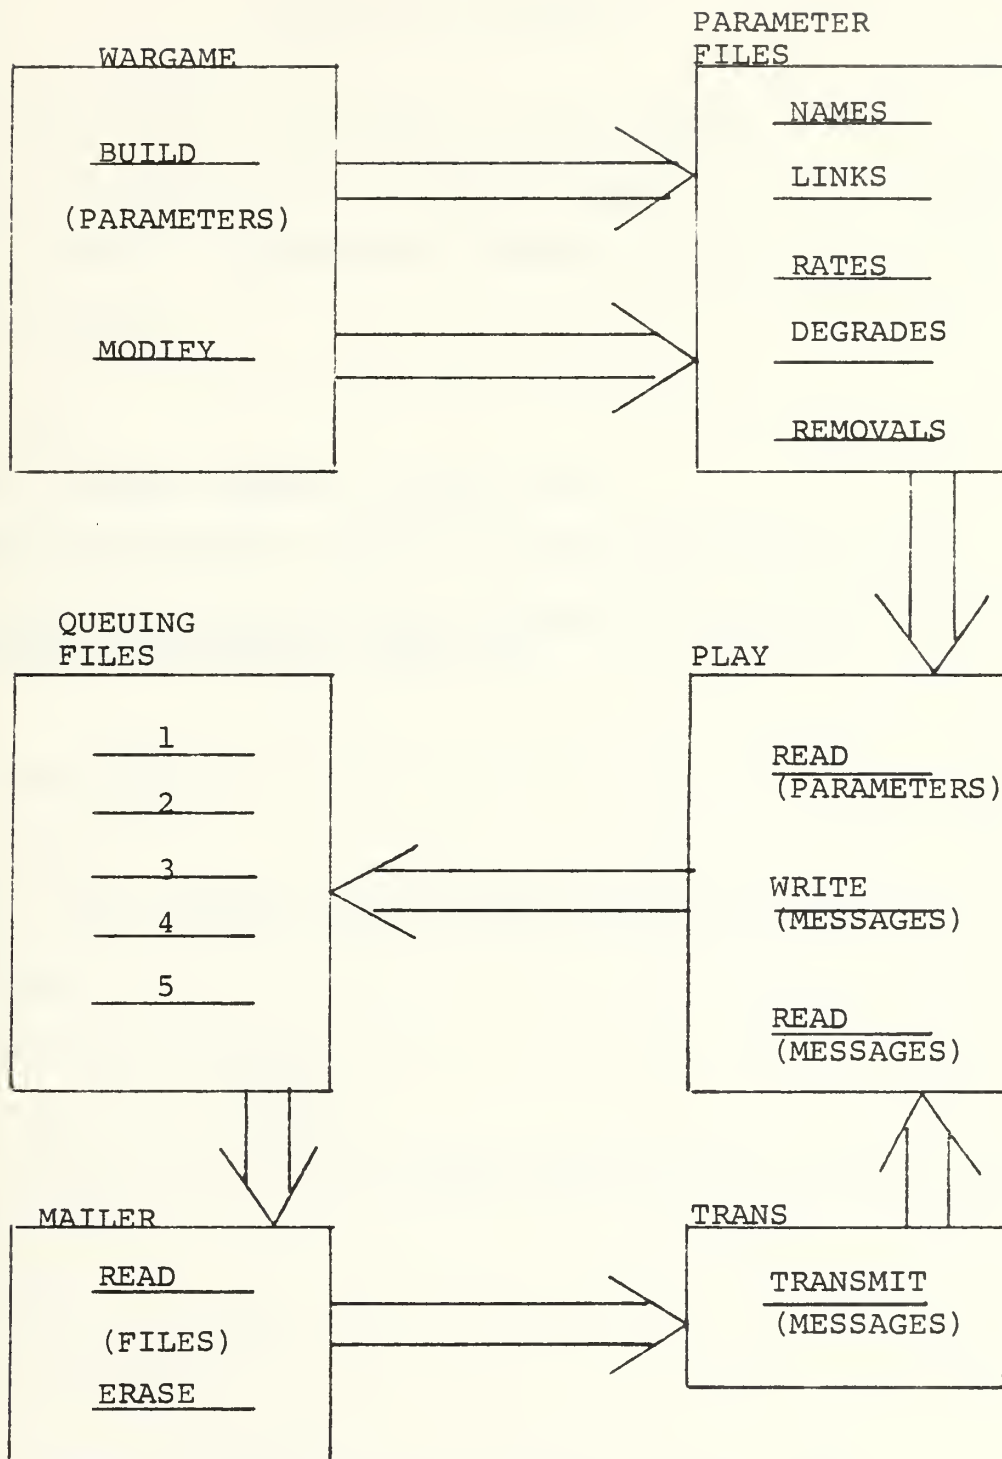 WARGAME
BUILD
(PARAMETERS)
MODIFY
PARAMETER
FILES
NAMES
LINKS
RATES
DEGRADES
REMOVALS
QUEUING
FILES
1
2
3
4
5
PLAY
READ
(PARAMETERS)
WRITE
(MESSAGES)
READ
(MESSAGES)
MAILER
READ
(FILES)
ERASE
TRANS
TRANSMIT
(MESSAGES)